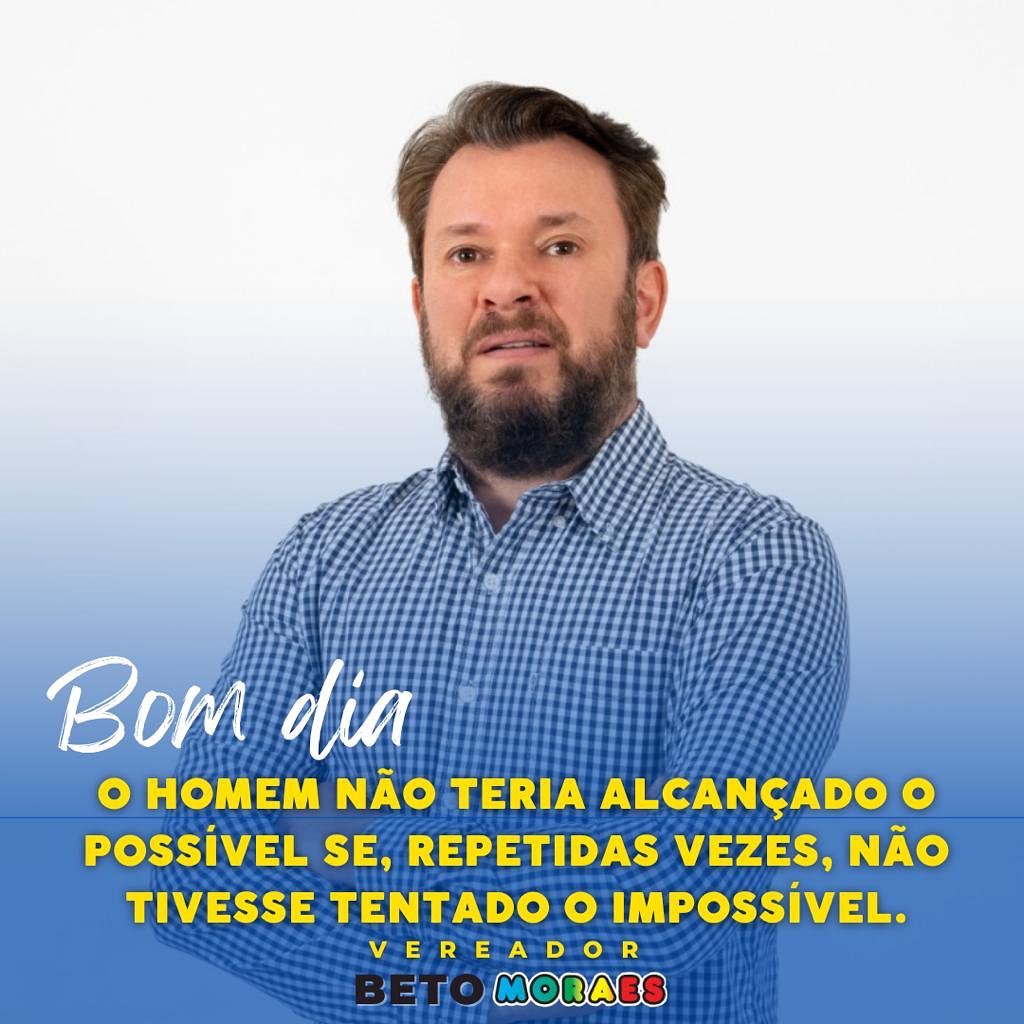 Bom dia
O HOMEM NÃO TERIA ALCANÇADO O
POSSÍVEL SE, REPETIDAS VEZES, NÃO
TIVESSE TENTADO O IMPOSSÍVEL.
VEREADOR
BETO MORAES